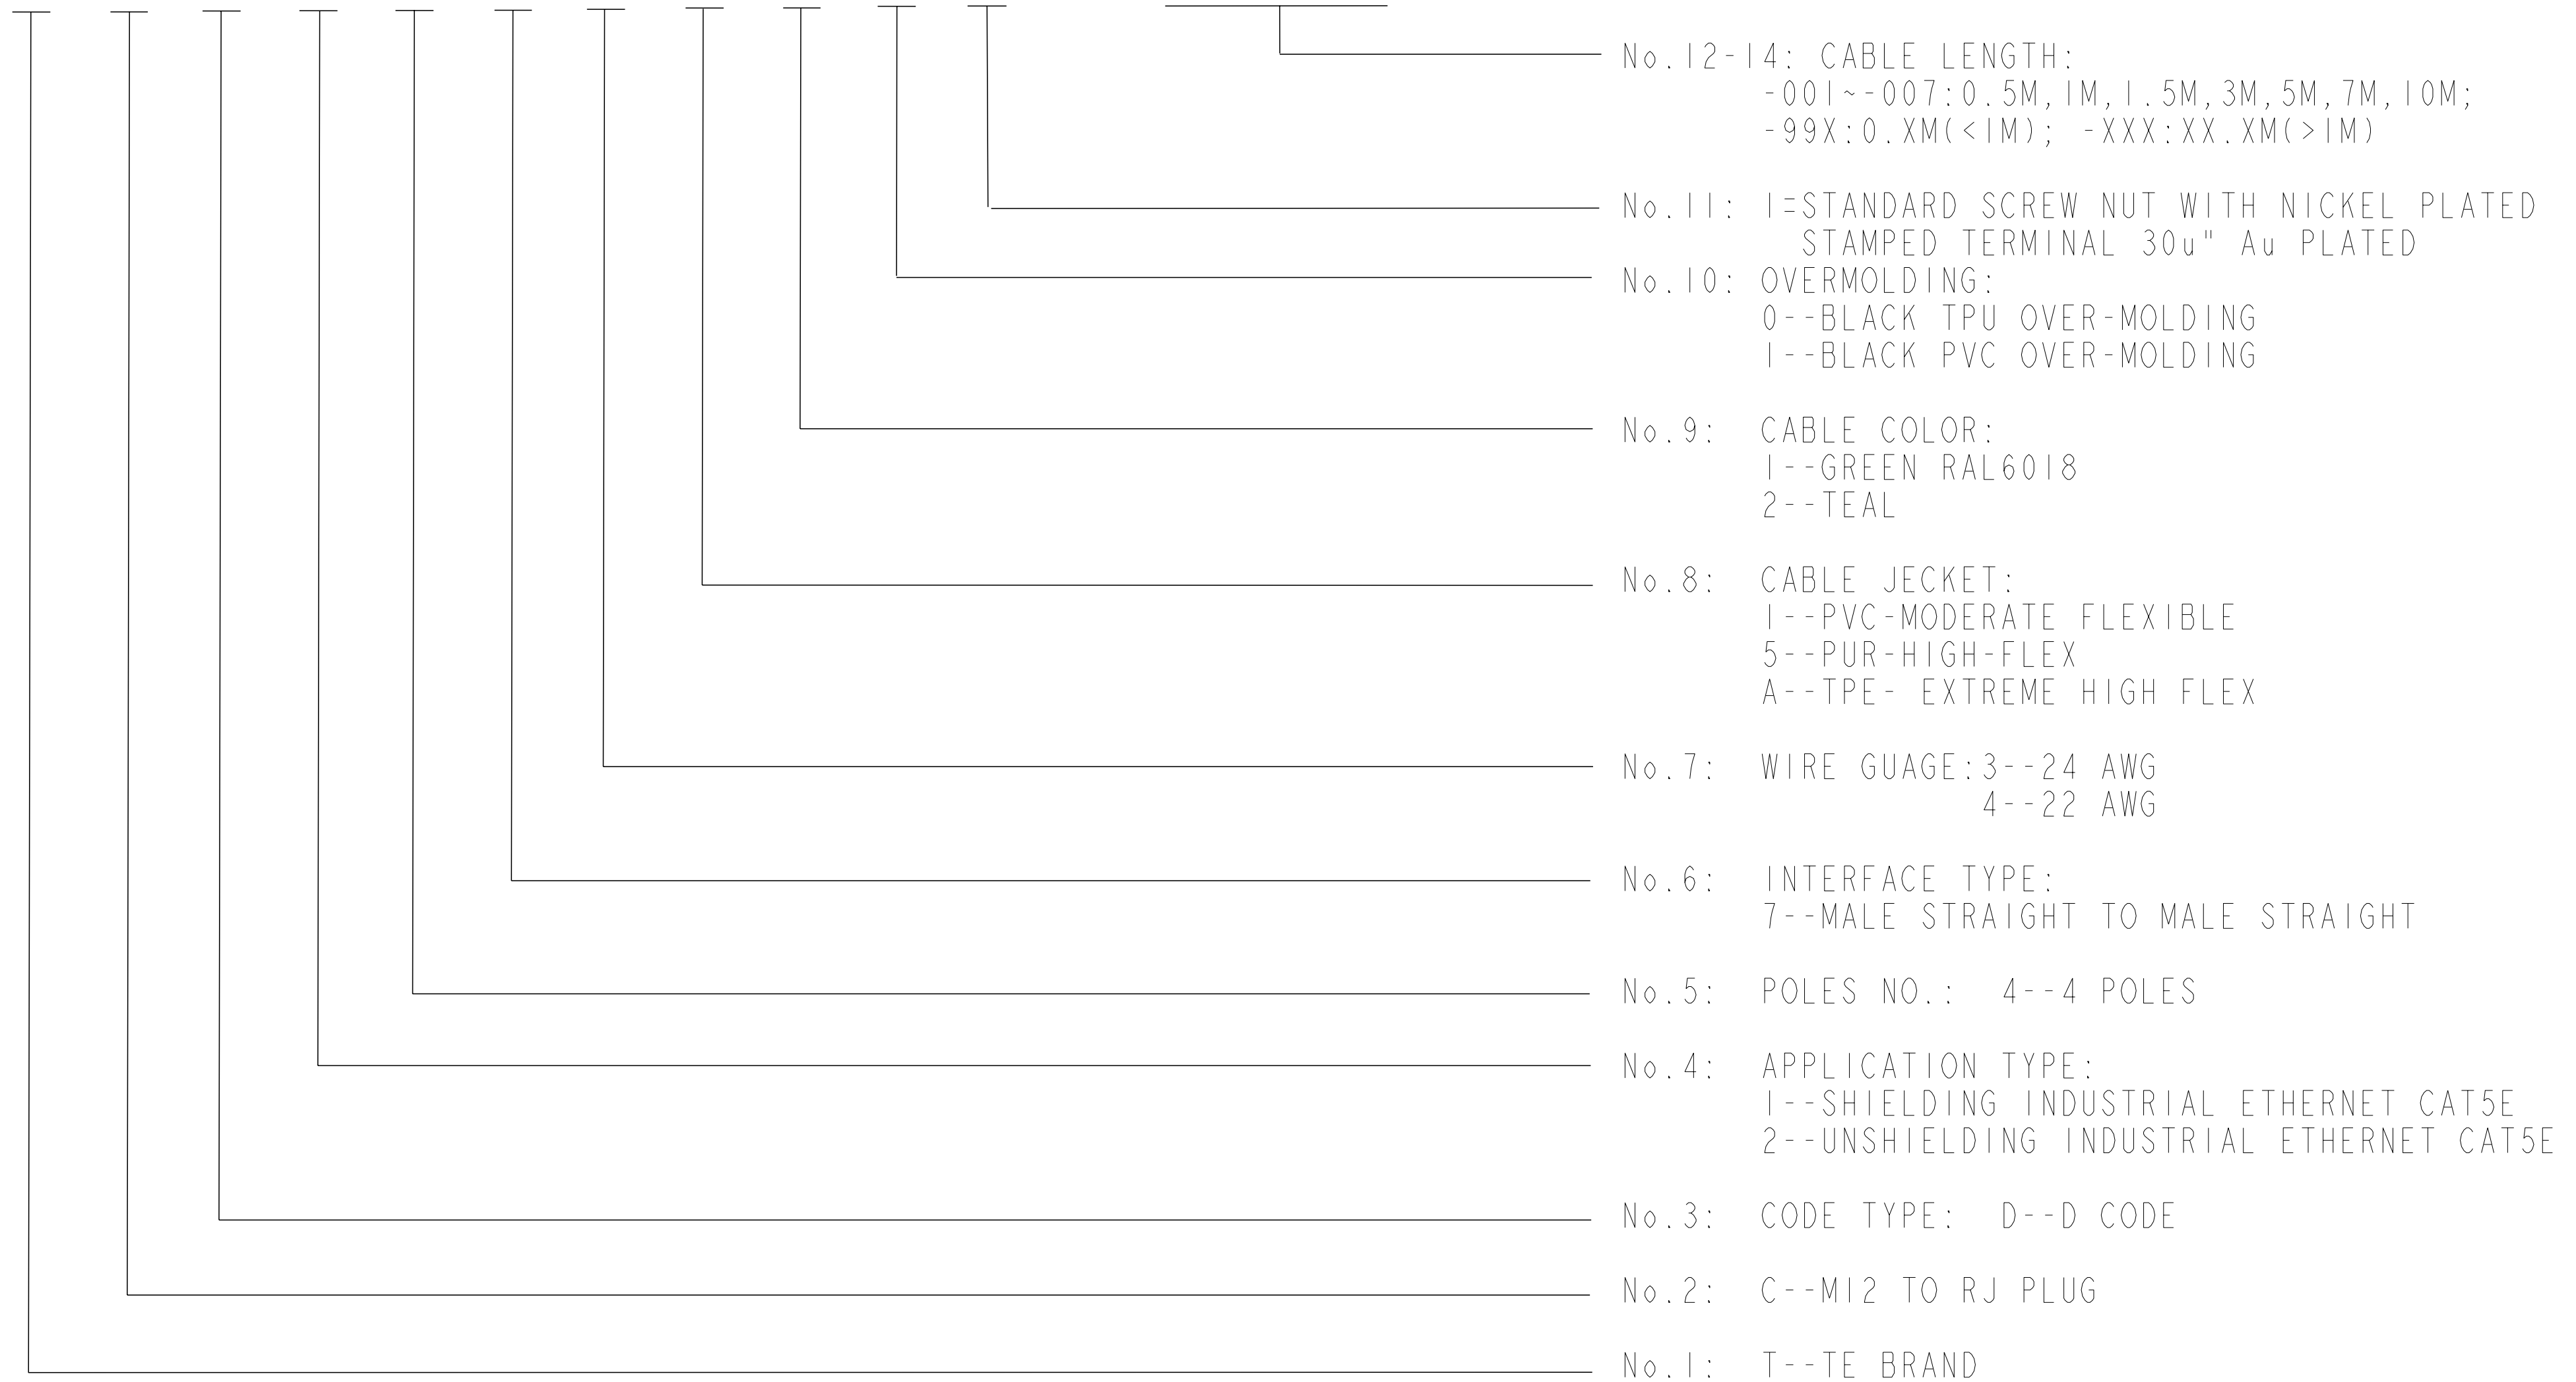 No.12-14: CABLE LENGTH:
-001~-007:0.5M,1M,1.5M,3M,5M,7M,10M;
-99X:0.XM(<1M); -XXX:XX.XM(>1M)
No.11: 1=STANDARD SCREW NUT WITH NICKEL PLATED
STAMPED TERMINAL 30u" Au PLATED
No.10: OVERMOLDING:
0--BLACK TPU OVER-MOLDING
1--BLACK PVC OVER-MOLDING
No.9: CABLE COLOR:
1--GREEN RAL6018
2--TEAL
No.8: CABLE JECKET:
1--PVC-MODERATE FLEXIBLE
5--PUR-HIGH-FLEX
A--TPE- EXTREME HIGH FLEX
No.7: WIRE GUAGE:3--24 AWG
4--22 AWG
No.6: INTERFACE TYPE:
7--MALE STRAIGHT TO MALE STRAIGHT
No.5: POLES NO.: 4--4 POLES
No.4: APPLICATION TYPE:
1--SHIELDING INDUSTRIAL ETHERNET CAT5E
2--UNSHIELDING INDUSTRIAL ETHERNET CAT5E
No.3: CODE TYPE: D--D CODE
No.2: C--M12 TO RJ PLUG
No.1: T--TE BRAND